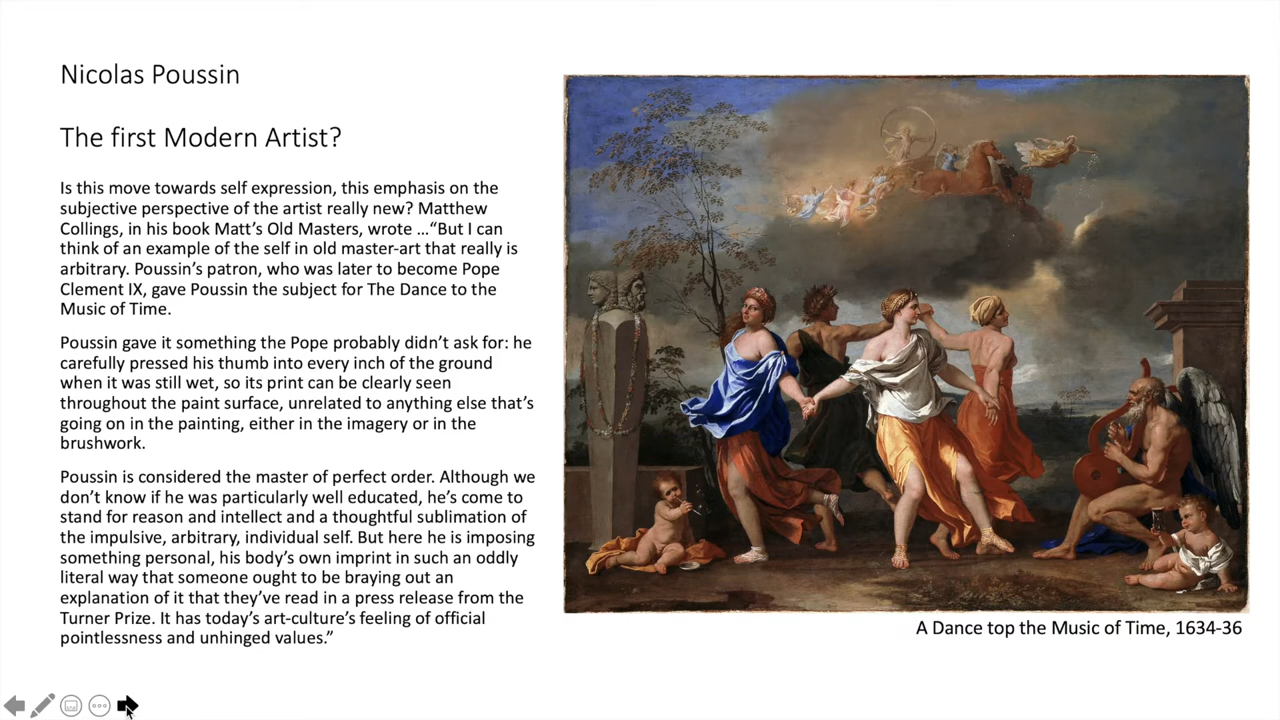 Nicolas Poussin
The first Modern Artist?
Is this move towards self expression, this emphasis on the
subjective perspective of the artist really new? Matthew
Collings, in his book Matt’s Old Masters, wrote …“But I can
think of an example of the self in old master-art that really is
arbitrary. Poussin’s patron, who was later to become Pope
Clement IX, gave Poussin the subject for The Dance to the
Music of Time.
Poussin gave it something the Pope probably didn’t ask for: he
carefully pressed his thumb into every inch of the ground
when it was still wet, so its print can be clearly seen
throughout the paint surface, unrelated to anything else that’s
going on in the painting, either in the imagery or in the
brushwork.
Poussin is considered the master of perfect order. Although we
don’t know if he was particularly well educated, he’s come to
stand for reason and intellect and a thoughtful sublimation of
the impulsive, arbitrary, individual self. But here he is imposing
something personal, his body’s own imprint in such an oddly
literal way that someone ought to be braying out an
explanation of it that they’ve read in a press release from the
Turner Prize. It has today’s art-culture’s feeling of official
pointlessness and unhinged values.”
A Dance top the Music of Time, 1634-36